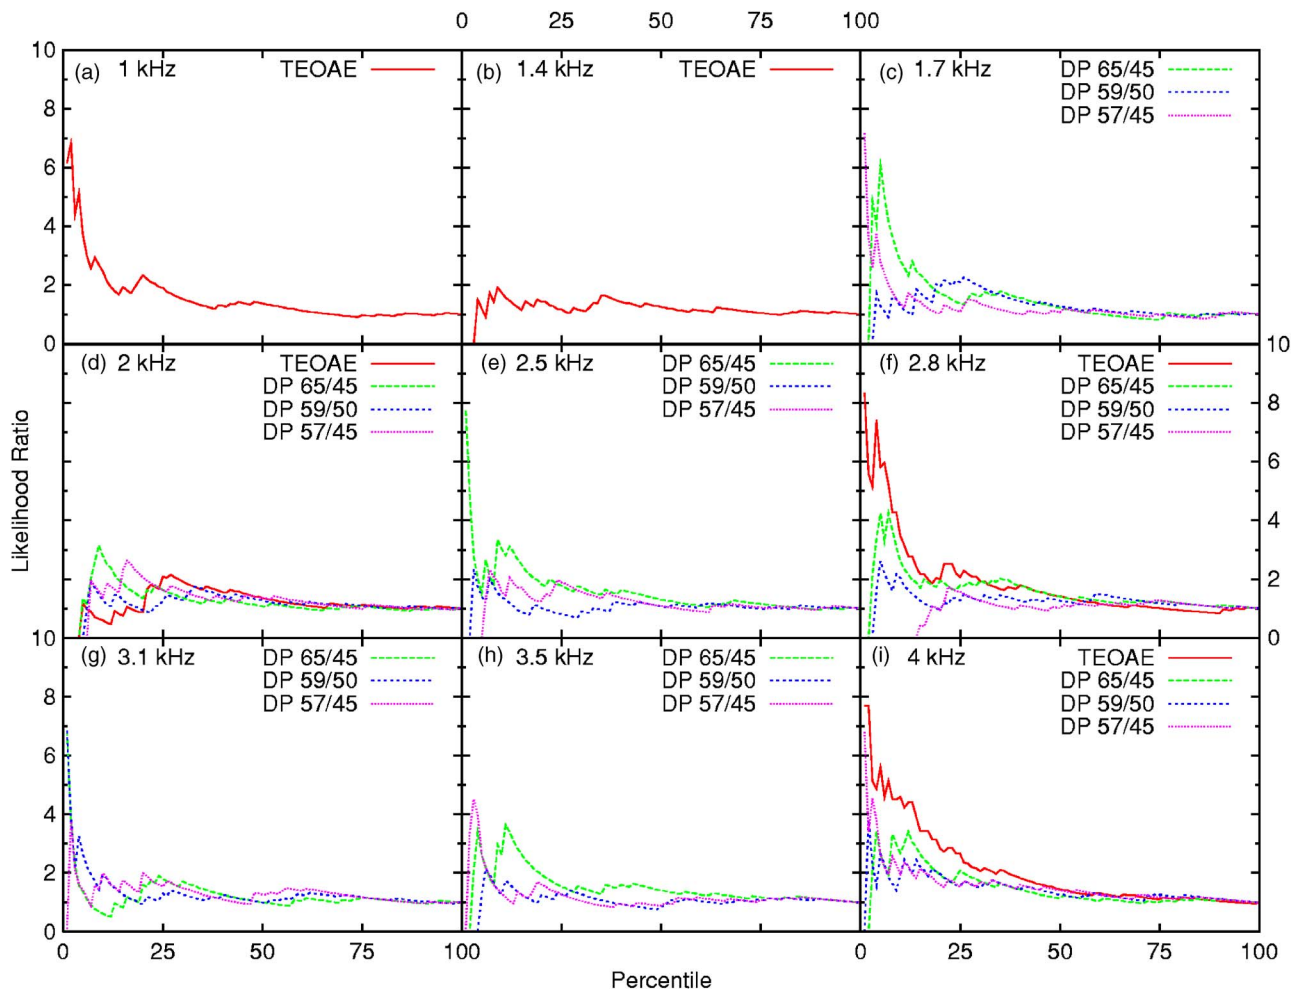 0 25 50 75 100
10
8
6
4
2
0
(a) 1 kHz TEOAE
(b) 1.4 kHz TEOAE
(c) 1.7 kHz DP 65/45
DP 59/50
DP 57/45
(d) 2 kHz TEOAE
DP 65/45
DP 59/50
DP 57/45
(e) 2.5 kHz DP 65/45
DP 59/50
DP 57/45
(f) 2.8 kHz TEOAE
DP 65/45
DP 59/50
DP 57/45
10
8
6
4
2
0
Likelihood Ratio
10
8
6
4
2
0
(g) 3.1 kHz DP 65/45
DP 59/50
DP 57/45
(h) 3.5 kHz DP 65/45
DP 59/50
DP 57/45
(i) 4 kHz TEOAE
DP 65/45
DP 59/50
DP 57/45
0 25 50 75 100 0 25 50 75 100
Percentile